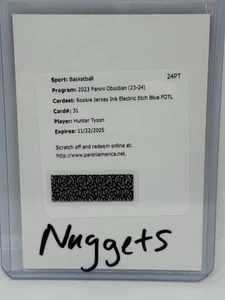 Sport: Basketball 24PT
Program: 2023 Panini Obsidian (23-24)
Cardset: Rookie Jersey Ink Electric Etch Blue FOTL
Card#: 31
Player: Hunter Tyson
Expires: 11/22/2025
Scratch off and redeem online at:
http://www.paniniamerica.net.
Nuggets